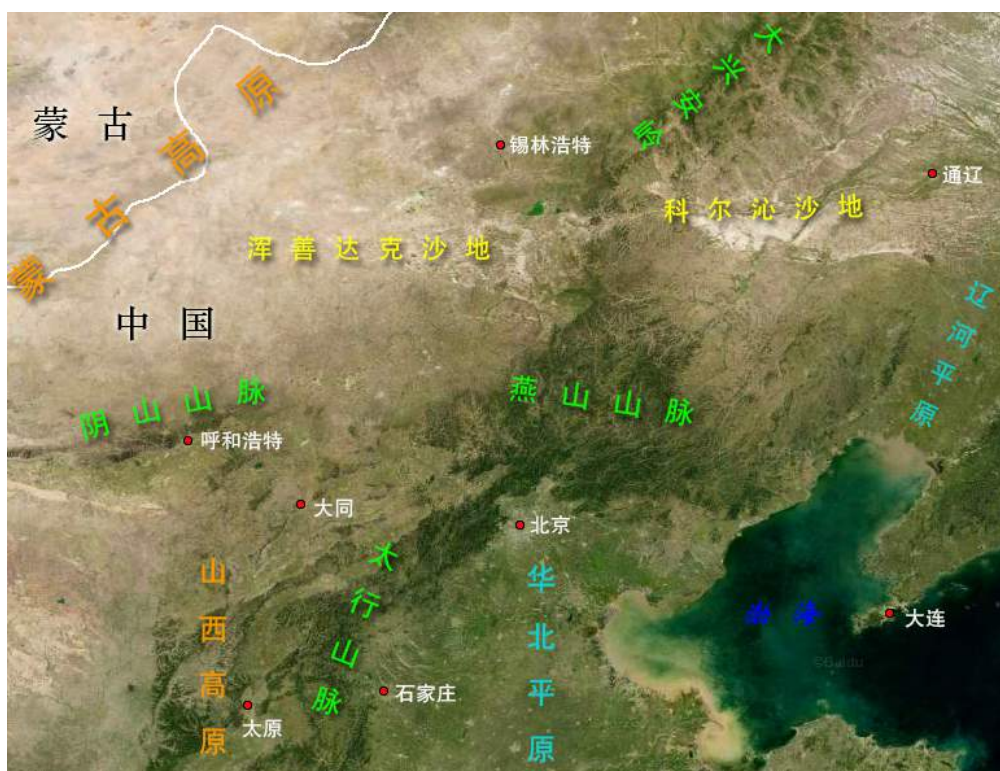 大兴安岭
蒙古
蒙古高原
锡林浩特
通辽
科尔沁沙地
浑善达克沙地
中国
辽河平原
阴山山脉
燕山山脉
呼和浩特
大同
北京
太行山脉
山西高原
华北平原
渤海
大连
©Baidu
石家庄
太原